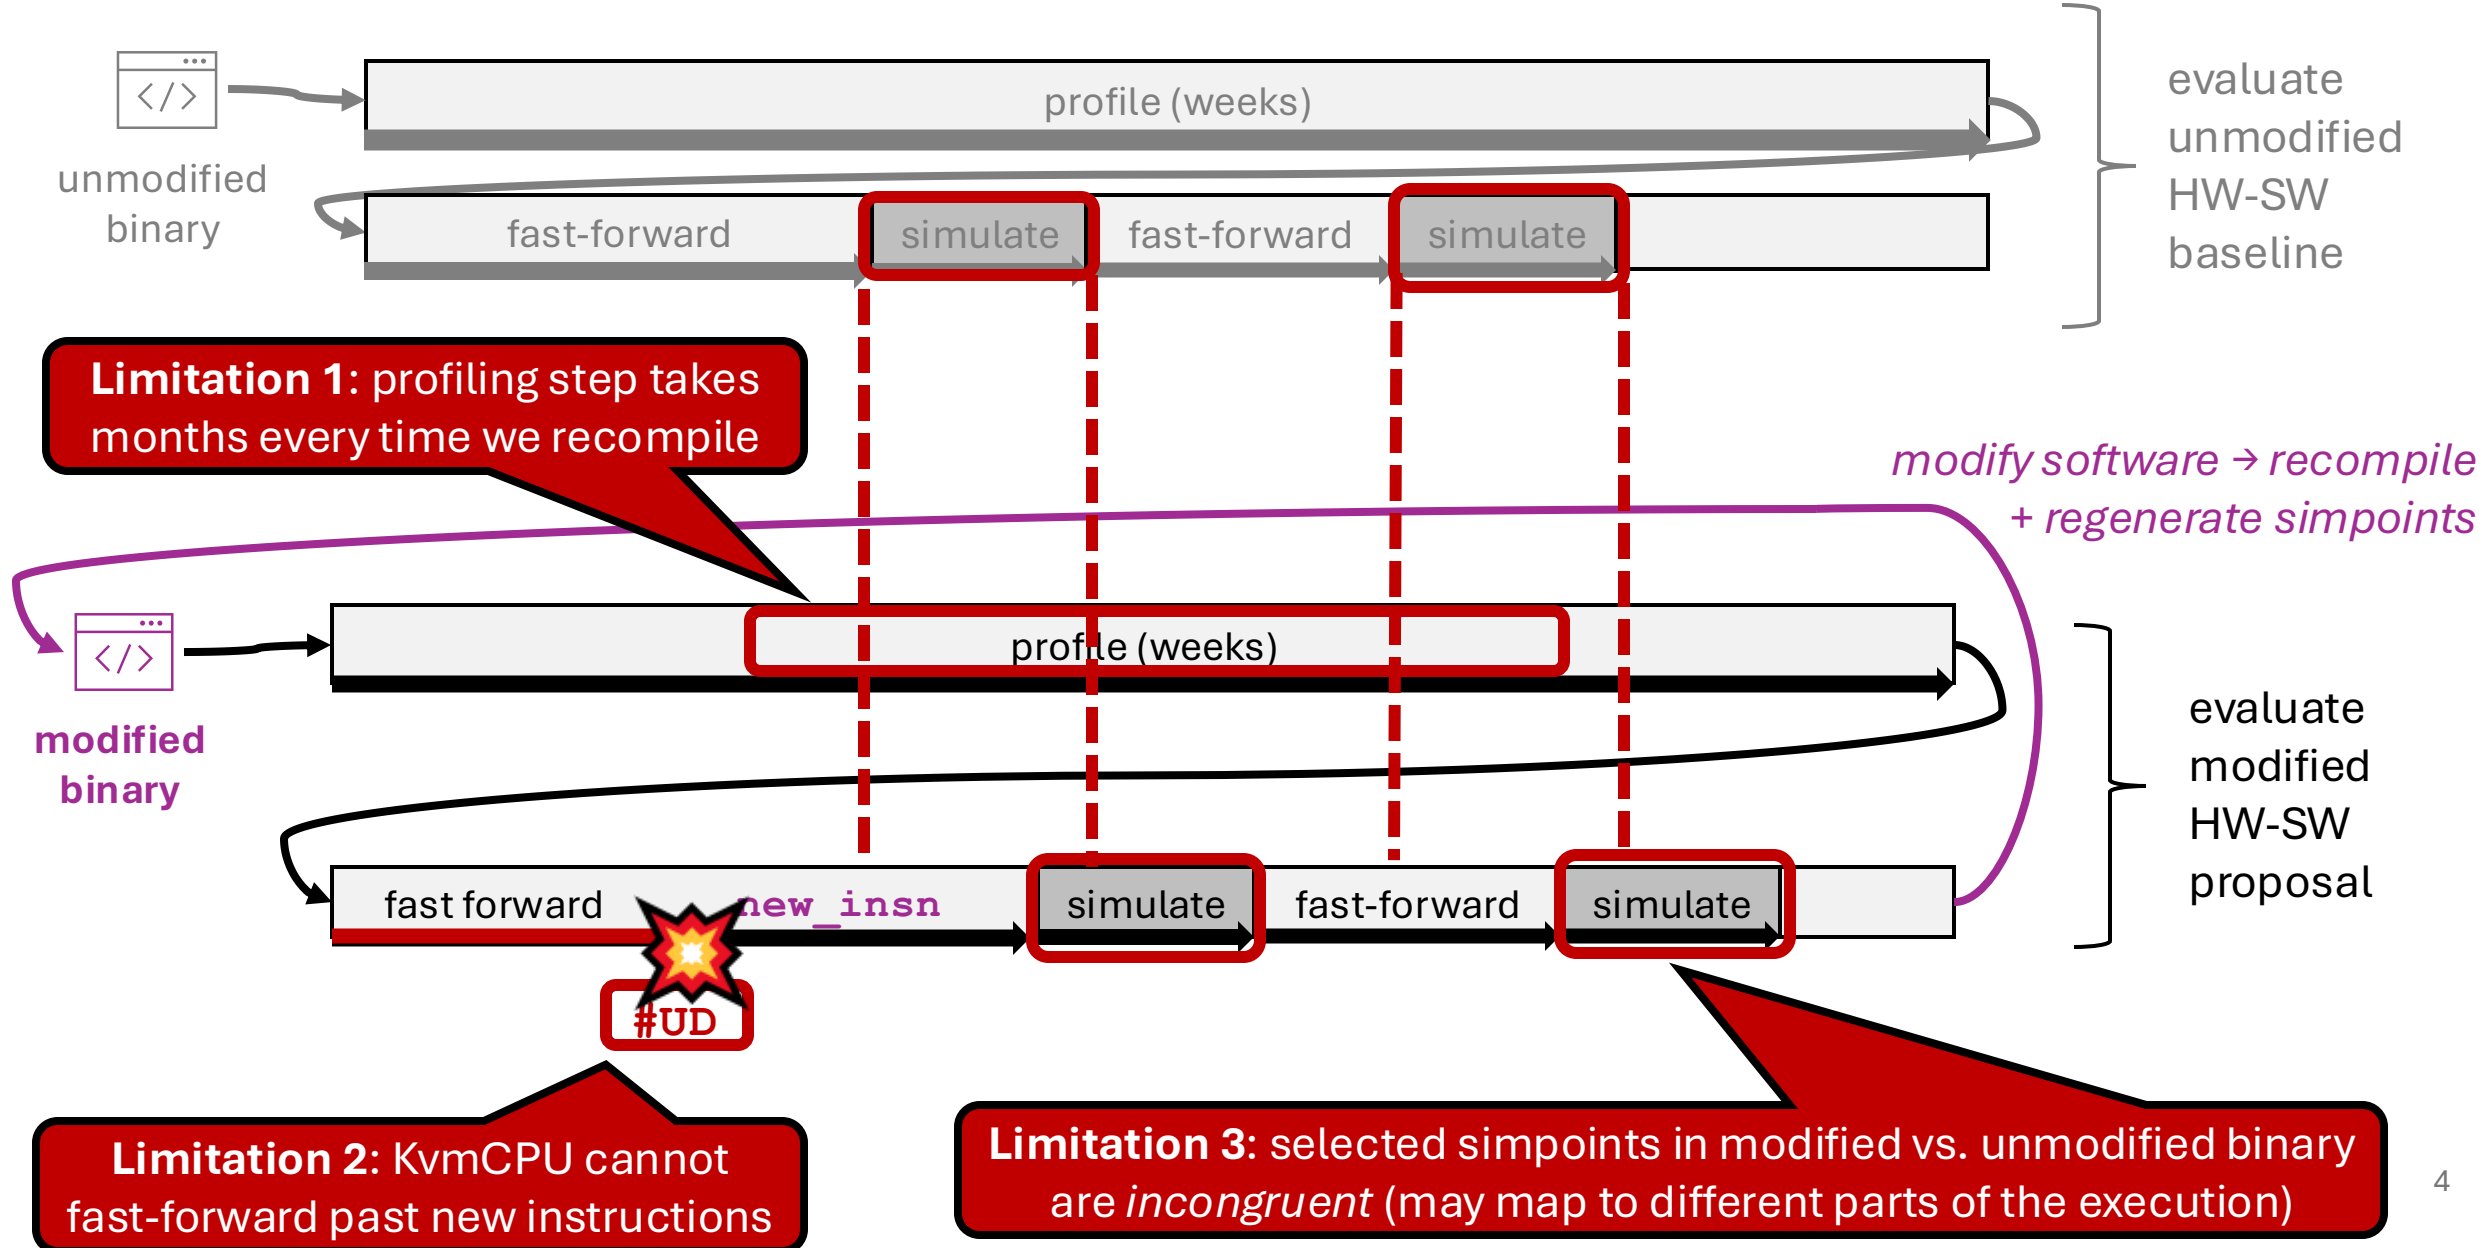 profile (weeks)
evaluate
unmodified
HW-SW
baseline
</>
unmodified
binary
fast-forward
simulate
fast-forward
simulate
Limitation 1: profiling step takes
months every time we recompile
modify software → recompile
+ regenerate simpoints
</>
modified
binary
profile (weeks)
evaluate
modified
HW-SW
proposal
fast forward
new_insn
simulate
fast-forward
simulate
#UD
Limitation 2: KvmCPU cannot
fast-forward past new instructions
Limitation 3: selected simpoints in modified vs. unmodified binary
are incongruent (may map to different parts of the execution)
4